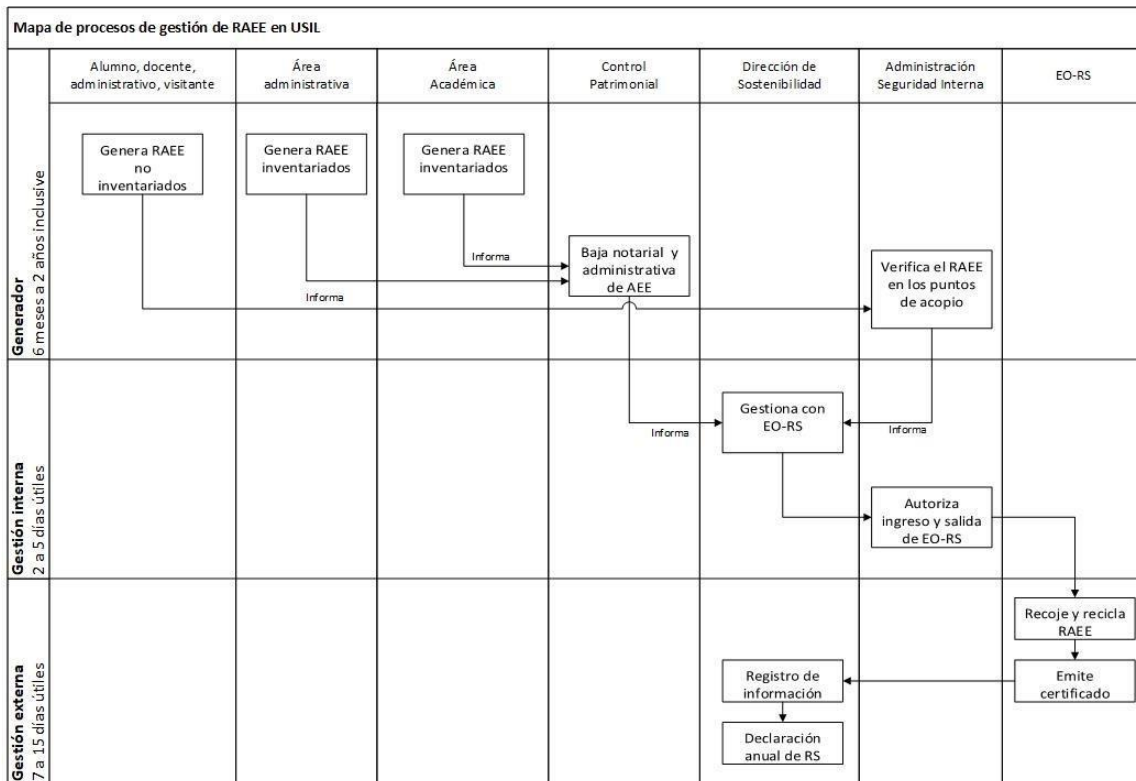 Mapa de procesos de gestión de RAEE en USIL
Alumno, docente,
administrativo, visitante
Área
administrativa
Área
Académica
Control
Patrimonial
Dirección de
Sostenibilidad
Administración
Seguridad Interna
EO-RS
Generador
6 meses a 2 años inclusive
Genera RAEE
no
inventariados
Genera RAEE
inventariados
Genera RAEE
inventariados
Informa
Informa
Baja notarial y
administrativa
de AEE
Verifica el RAEE
en los puntos
de acopio
Gestión interna
2 a 5 días útiles
Informa
Gestiona con
EO-RS
Informa
Autoriza
ingreso y salida
de EO-RS
Gestión externa
7 a 15 días útiles
Recoje y recicla
RAEE
Emite
certificado
Registro de
información
Declaración
anual de RS